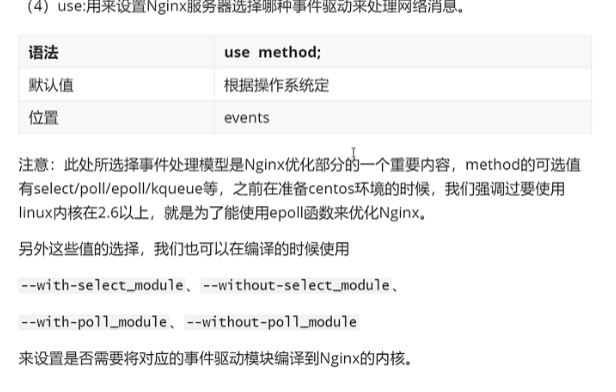 （4）use:用来设置Nginx服务器选择哪种事件驱动来处理网络消息。
语法 use method;
默认值 根据操作系统定
位置 events
注意：此处所选择事件处理模型是Nginx优化部分的一个重要内容，method的可选值
有select/poll/epoll/kqueue等，之前在准备centos环境的时候，我们强调过要使用
linux内核在2.6以上，就是为了能使用epoll函数来优化Nginx。
另外这些值的选择，我们也可以在编译的时候使用
--with-select_module、--without-select_module、
--with-poll_module、--without-poll_module
来设置是否需要将对应的事件驱动模块编译到Nginx的内核。